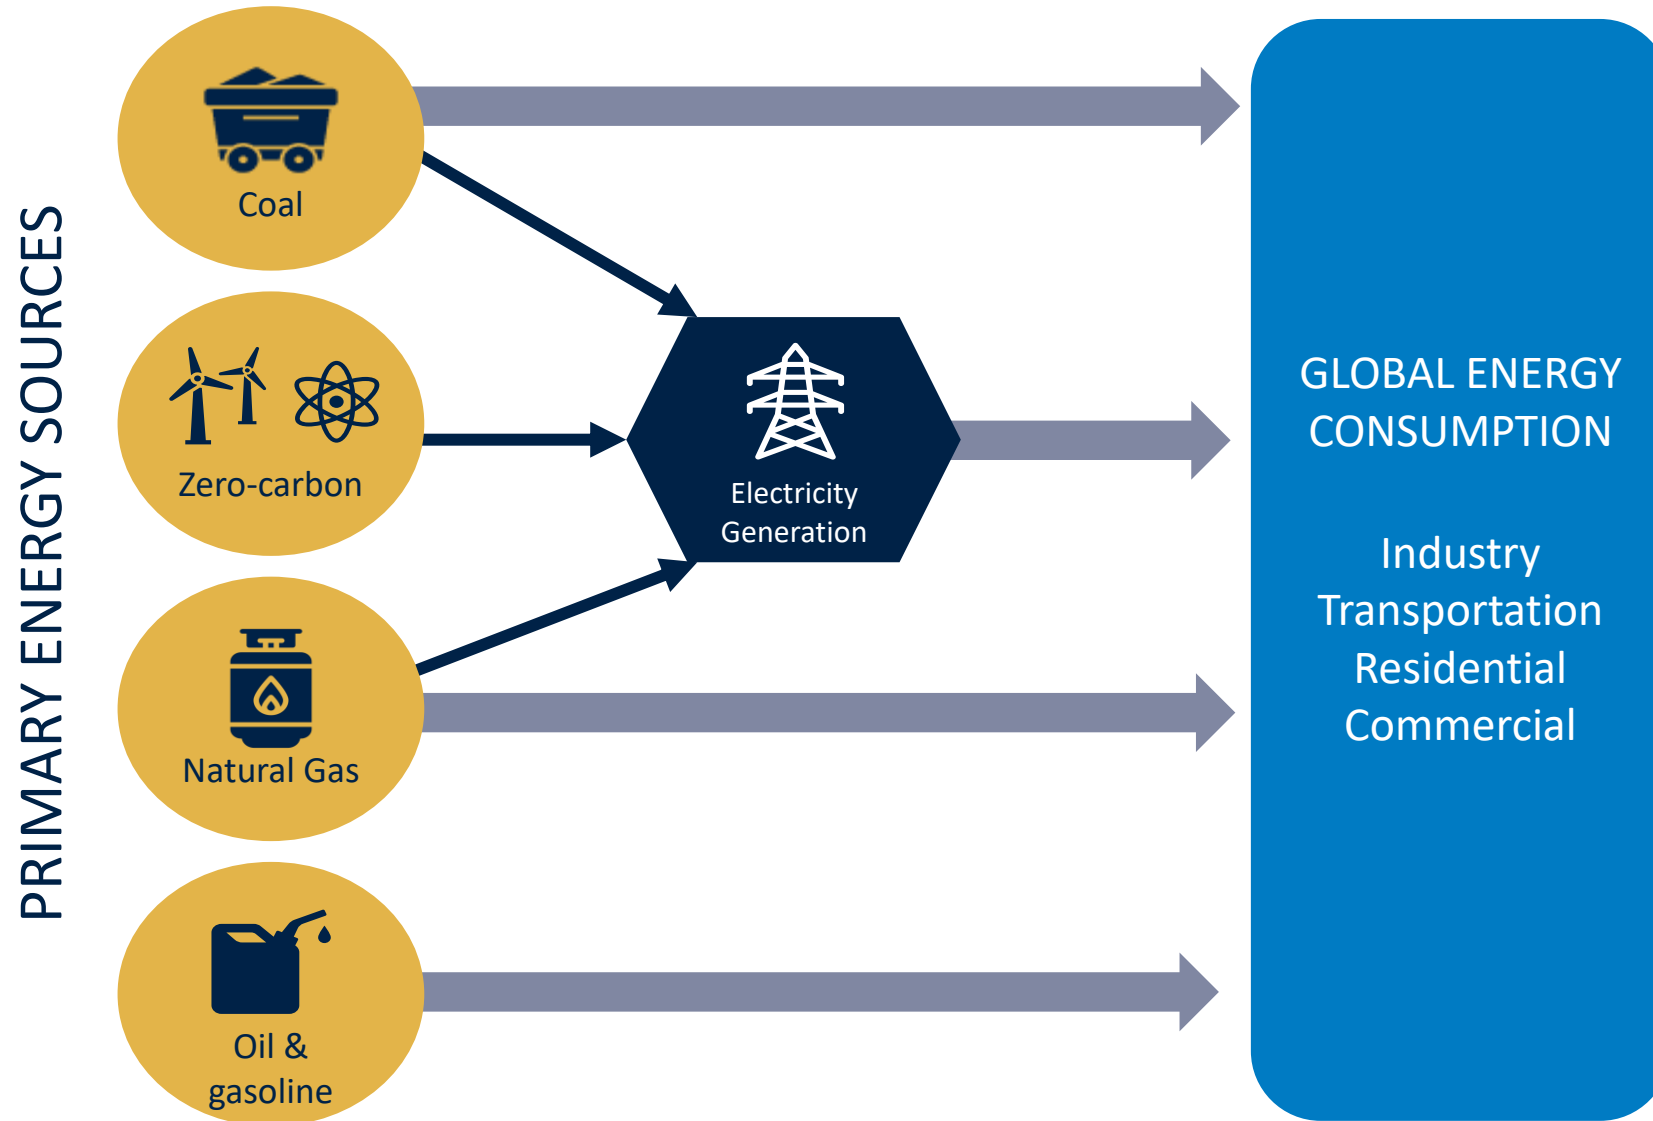 PRIMARY ENERGY SOURCES
Coal
Zero-carbon
Natural Gas
Oil &
gasoline
Electricity
Generation
GLOBAL ENERGY
CONSUMPTION
Industry
Transportation
Residential
Commercial